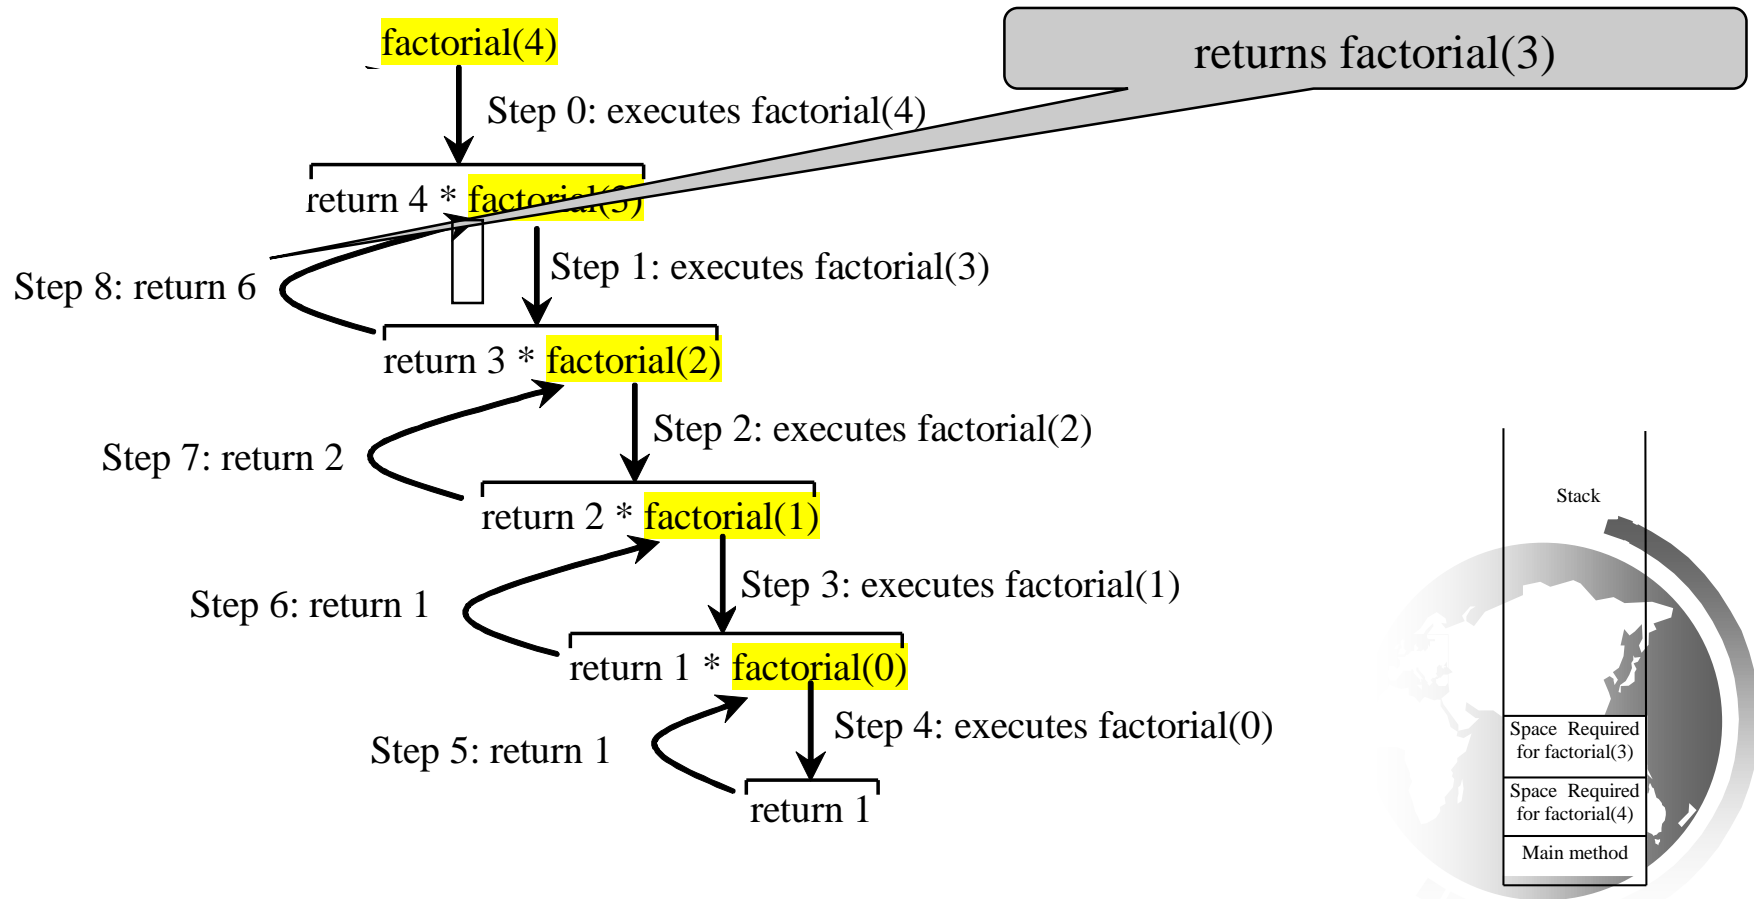 factorial(4)
returns factorial(3)
Step 0: executes factorial(4)
return 4 * factorial(3)
Step 1: executes factorial(3)
Step 8: return 6
return 3 * factorial(2)
Step 2: executes factorial(2)
Step 7: return 2
return 2 * factorial(1)
Step 3: executes factorial(1)
Step 6: return 1
return 1 * factorial(0)
Step 4: executes factorial(0)
Step 5: return 1
return 1
Stack
Space Required
for factorial(3)
Space Required
for factorial(4)
Main method